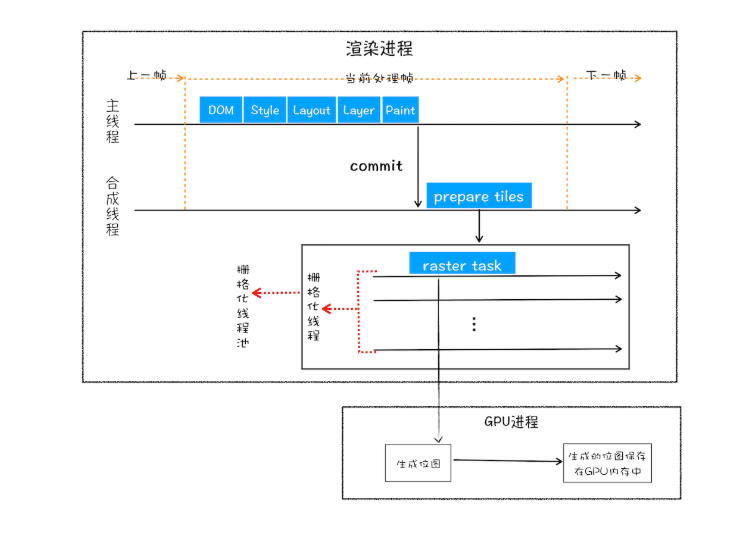 渲染进程
上一帧
当前处理帧
下一帧
主线程
DOM
Style
Layout
Layer
Paint
commit
合成线程
prepare tiles
raster task
栅格化线程池
栅格化线程
⋮
GPU进程
生成位图
生成的位图保存
在GPU内存中